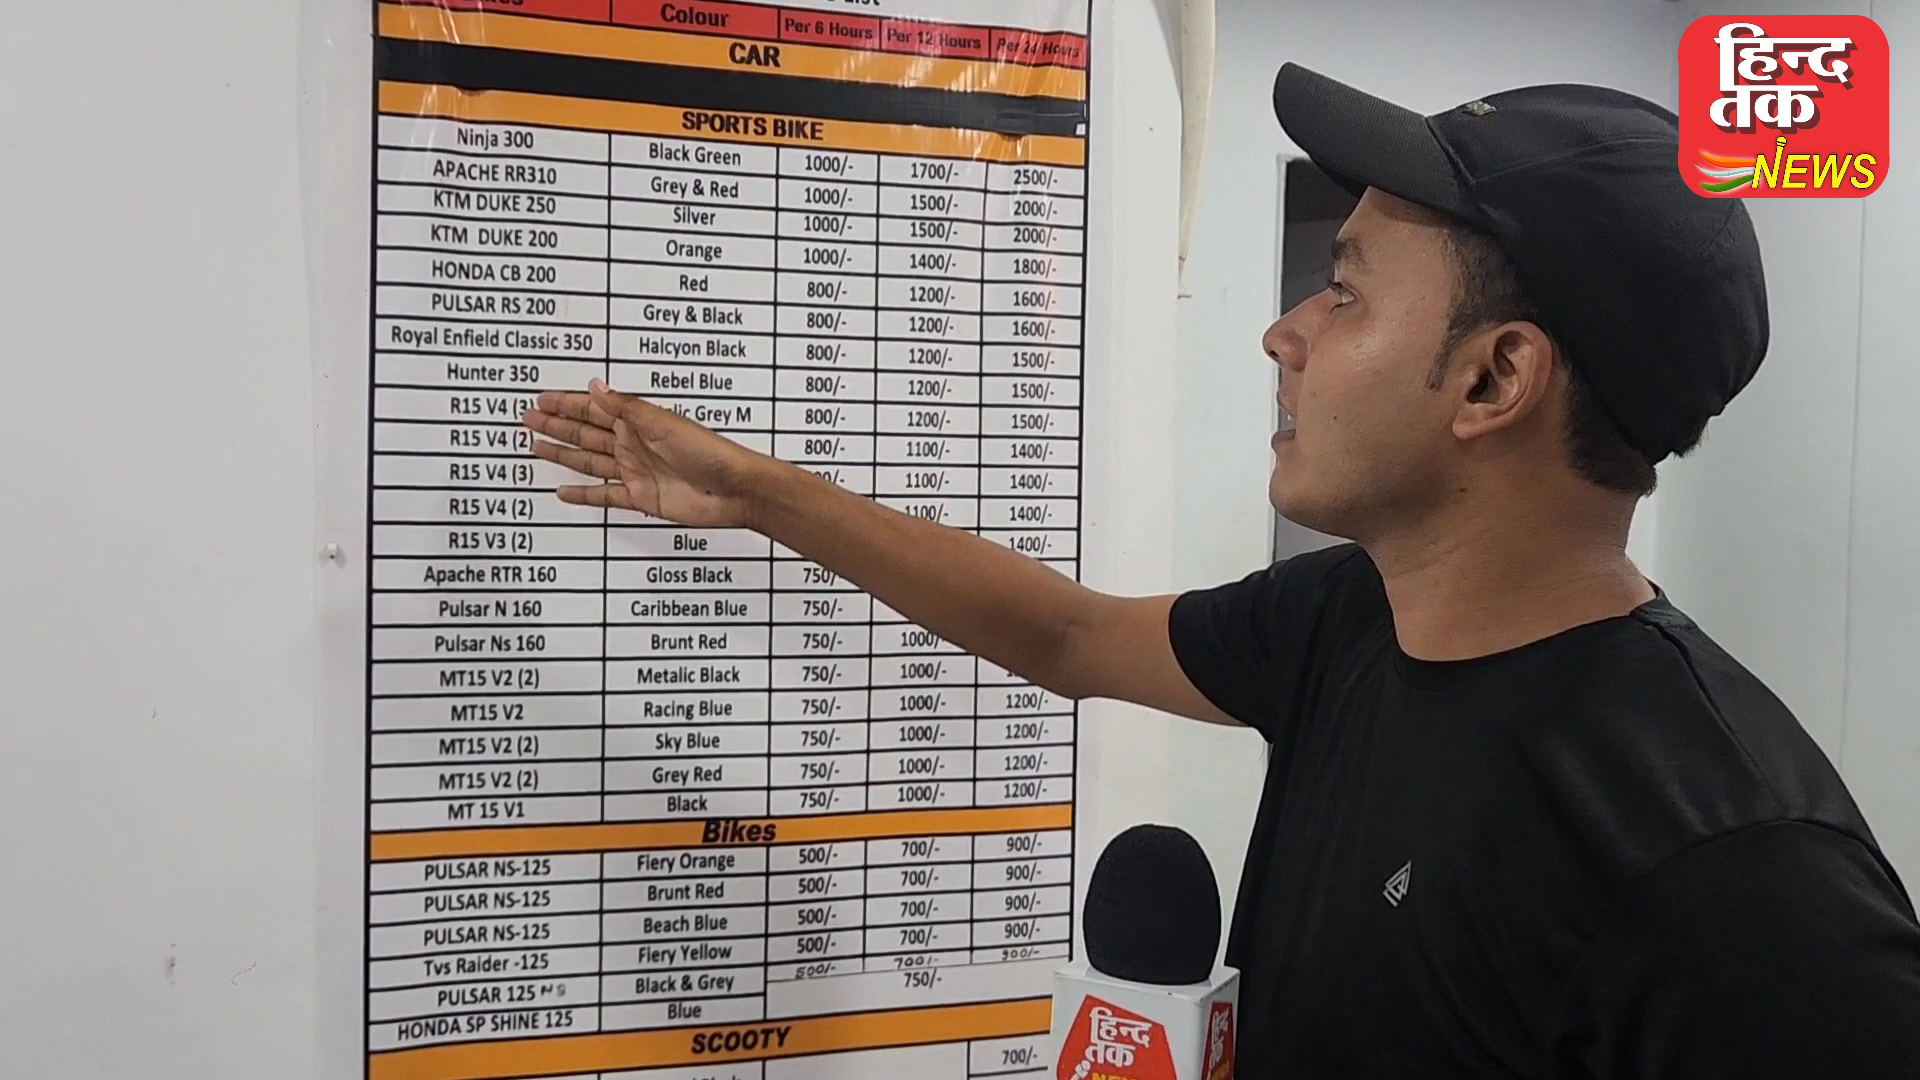 Colour Per 6 Hours Per 12 Hours Per 24 Hours
CAR
SPORTS BIKE
Ninja 300 Black Green 1000/- 1700/- 2500/-
APACHE RR310 Grey & Red 1000/- 1500/- 2000/-
KTM DUKE 250 Silver 1000/- 1500/- 2000/-
KTM DUKE 200 Orange 1000/- 1400/- 1800/-
HONDA CB 200 Red 800/- 1200/- 1600/-
PULSAR RS 200 Grey & Black 800/- 1200/- 1600/-
Royal Enfield Classic 350 Halcyon Black 800/- 1200/- 1500/-
Hunter 350 Rebel Blue 800/- 1200/- 1500/-
R15 V4 (3) Grey M 800/- 1200/- 1500/-
R15 V4 (2) 800/- 1100/- 1400/-
R15 V4 (3) 1100/- 1400/-
R15 V4 (2) 1100/- 1400/-
R15 V3 (2) Blue 1400/-
Apache RTR 160 Gloss Black 750/-
Pulsar N 160 Caribbean Blue 750/-
Pulsar Ns 160 Brunt Red 750/- 1000/-
MT15 V2 (2) Metalic Black 750/- 1000/-
MT15 V2 Racing Blue 750/- 1000/- 1200/-
MT15 V2 (2) Sky Blue 750/- 1000/- 1200/-
MT15 V2 (2) Grey Red 750/- 1000/- 1200/-
MT 15 V1 Black 750/- 1000/- 1200/-
Bikes
PULSAR NS-125 Fiery Orange 500/- 700/- 900/-
PULSAR NS-125 Brunt Red 500/- 700/- 900/-
PULSAR NS-125 Beach Blue 500/- 700/- 900/-
Tvs Raider -125 Fiery Yellow 500/- 700/- 900/-
PULSAR 125 NS Black & Grey 500/- 700/- 900/-
HONDA SP SHINE 125 Blue 750/-
SCOOTY
700/-
हिन्द
तक
NEWS
हिन्द
तक